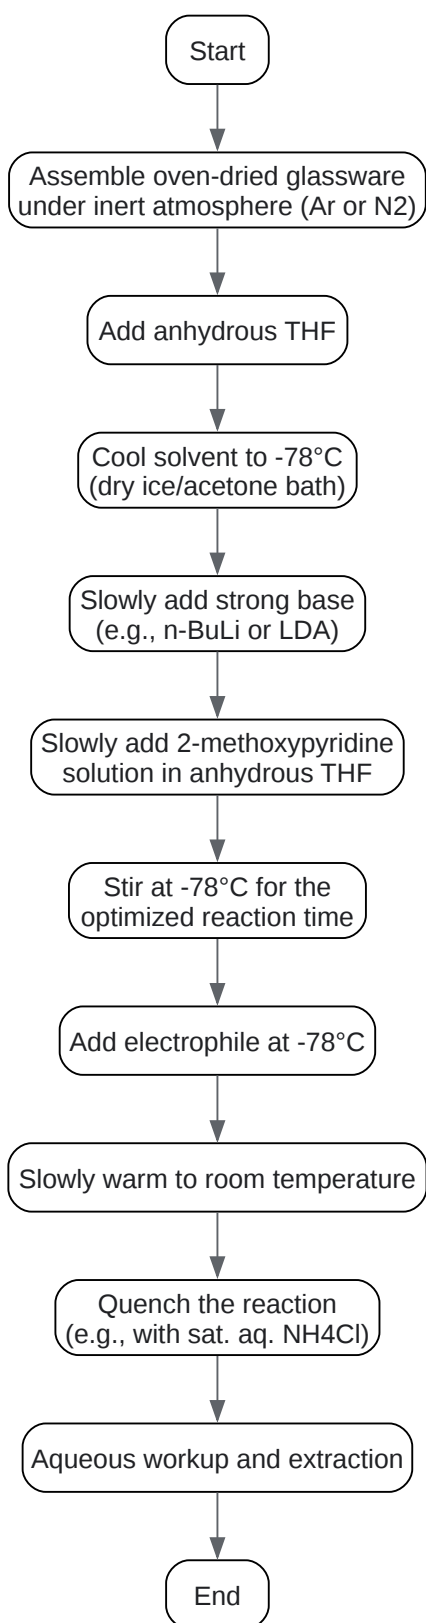 Start
Assemble oven-dried glassware
under inert atmosphere (Ar or N2)
Add anhydrous THF
Cool solvent to -78°C
(dry ice/acetone bath)
Slowly add strong base
(e.g., n-BuLi or LDA)
Slowly add 2-methoxypyridine
solution in anhydrous THF
Stir at -78°C for the
optimized reaction time
Add electrophile at -78°C
Slowly warm to room temperature
Quench the reaction
(e.g., with sat. aq. NH4Cl)
Aqueous workup and extraction
End